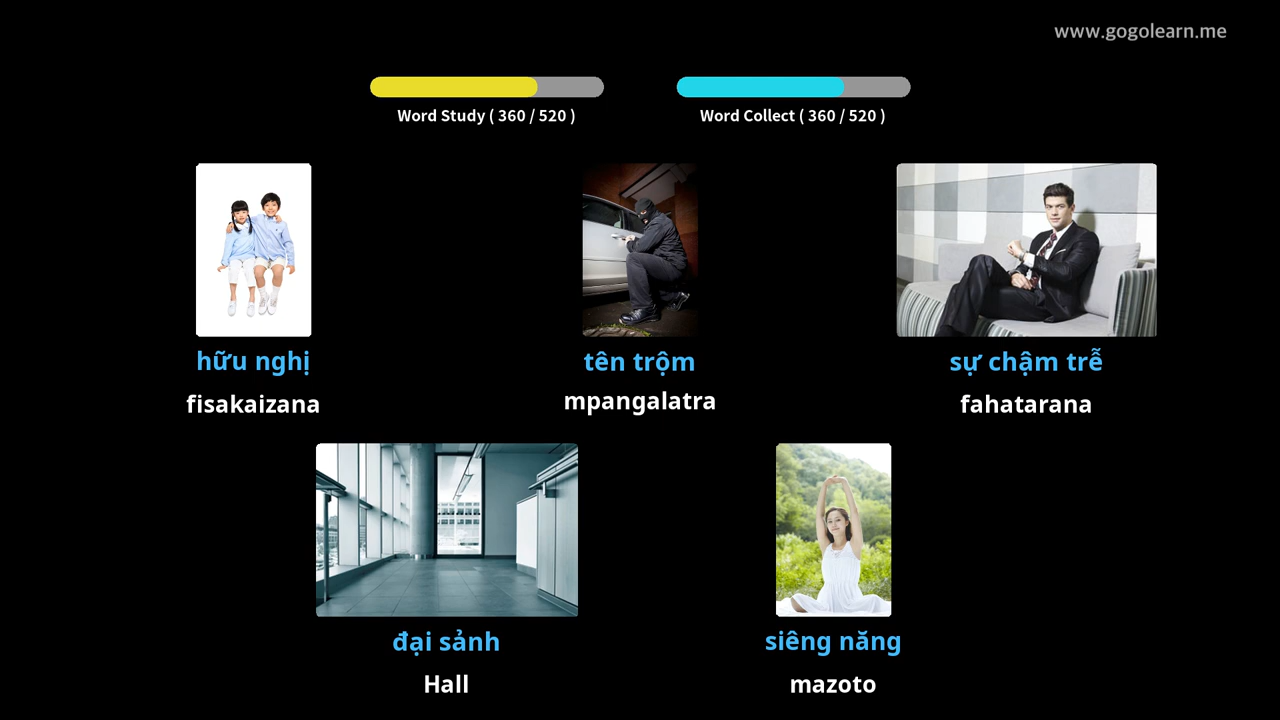 www.gogolearn.me
Word Study ( 360 / 520 )
Word Collect ( 360 / 520 )
hữu nghị
fisakaizana
tên trộm
mpangalatra
sự chậm trễ
fahatarana
đại sảnh
Hall
siêng năng
mazoto